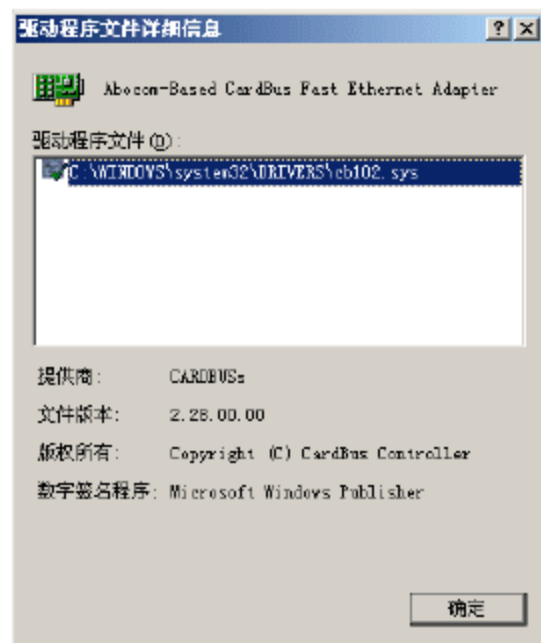 驱动程序文件详细信息
Abocom-Based CardBus Fast Ethernet Adapter
驱动程序文件(D):
C:\WINDOWS\system32\DRIVERS\cb102.sys
提供商: CARDBUSs
文件版本: 2.28.00.00
版权所有: Copyright (C) CardBus Controller
数字签名程序: Microsoft Windows Publisher
确定